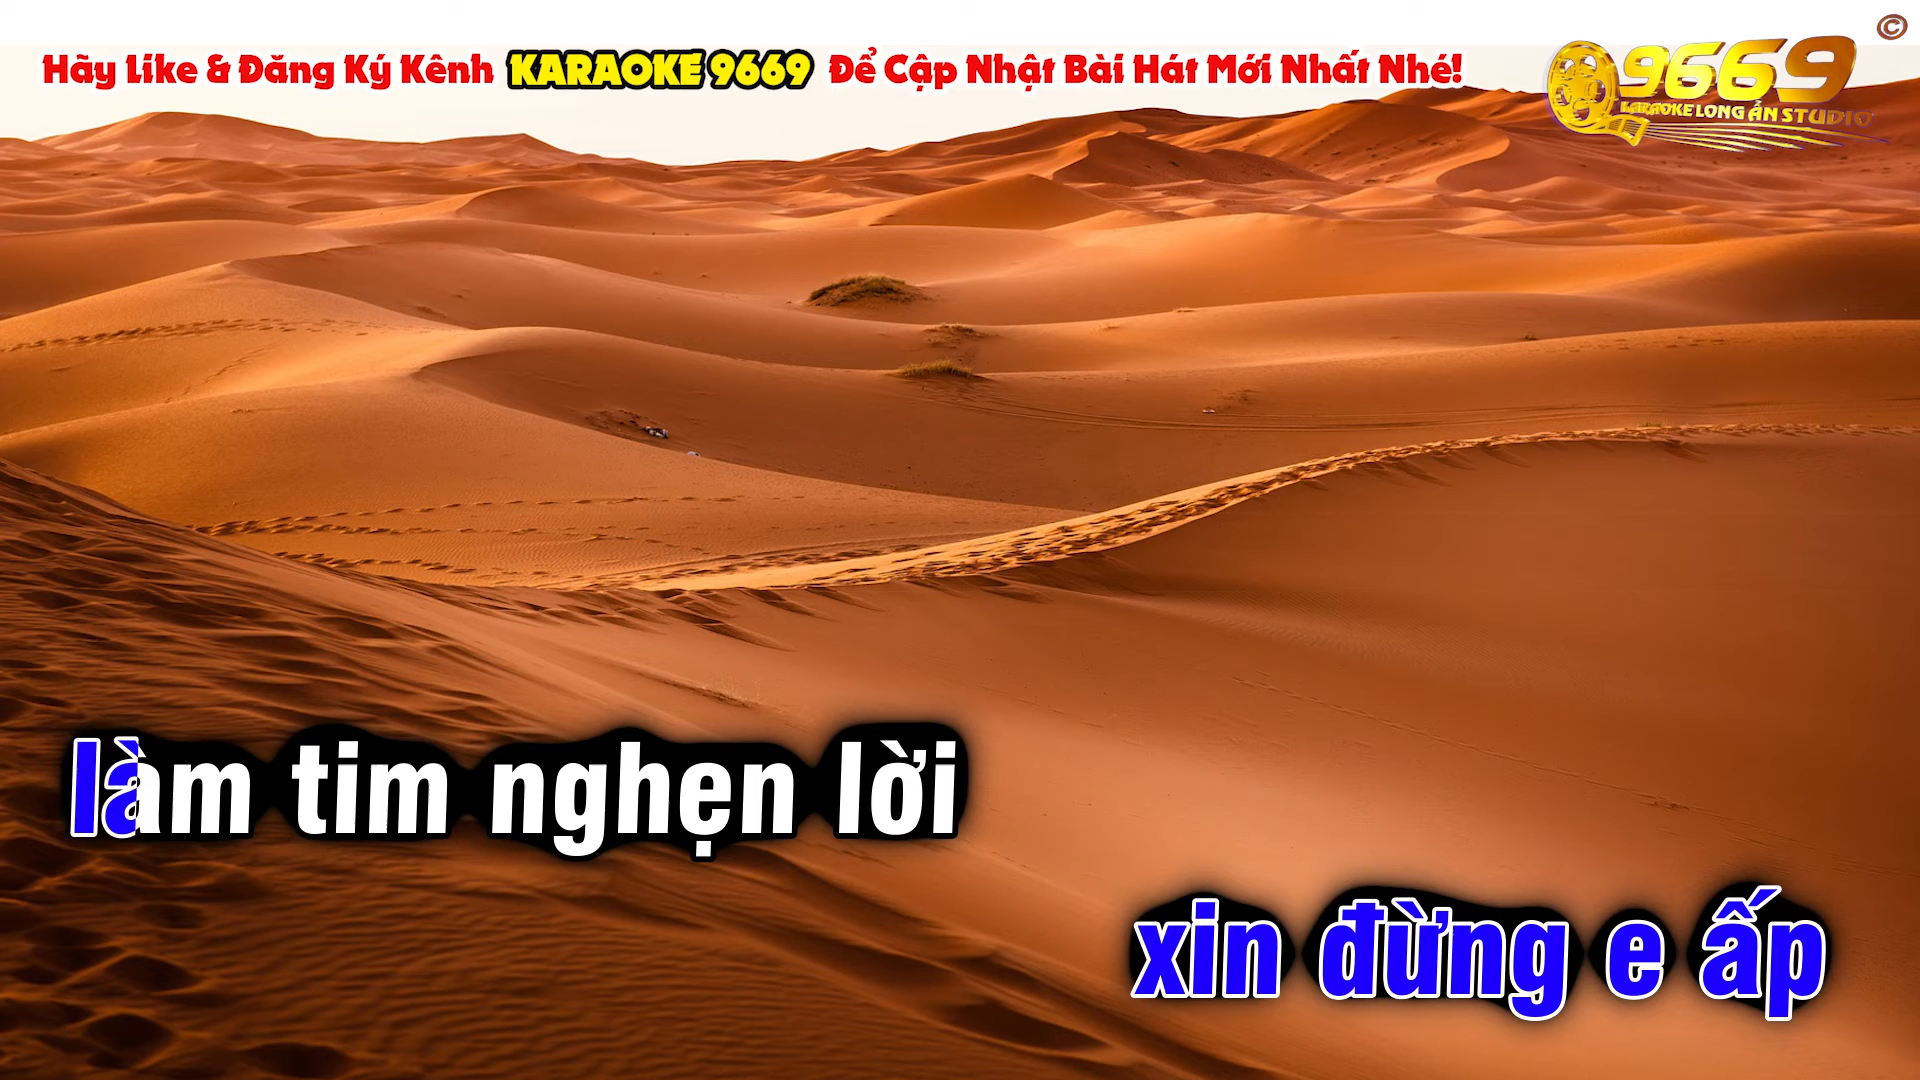 ©
Hãy Like & Đăng Ký Kênh KARAOKE 9669 Để Cập Nhật Bài Hát Mới Nhất Nhé!
9669
KARAOKE LONG ẨN STUDIO
làm tim nghẹn lời
xin đừng e ấp